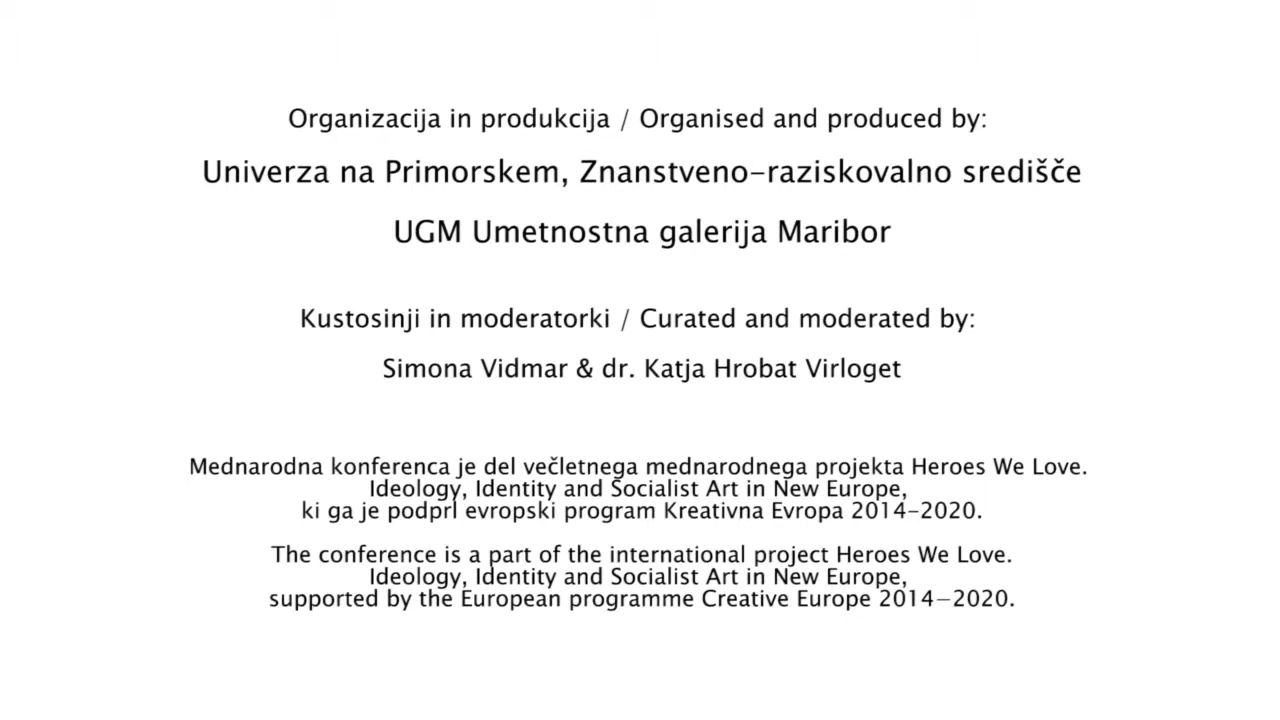 Organizacija in produkcija / Organised and produced by:
Univerza na Primorskem, Znanstveno-raziskovalno središče
UGM Umetnostna galerija Maribor
Kustosinji in moderatorki / Curated and moderated by:
Simona Vidmar & dr. Katja Hrobat Virloget
Mednarodna konferenca je del večletnega mednarodnega projekta Heroes We Love.
Ideology, Identity and Socialist Art in New Europe,
ki ga je podprl evropski program Kreativna Evropa 2014-2020.
The conference is a part of the international project Heroes We Love.
Ideology, Identity and Socialist Art in New Europe,
supported by the European programme Creative Europe 2014−2020.